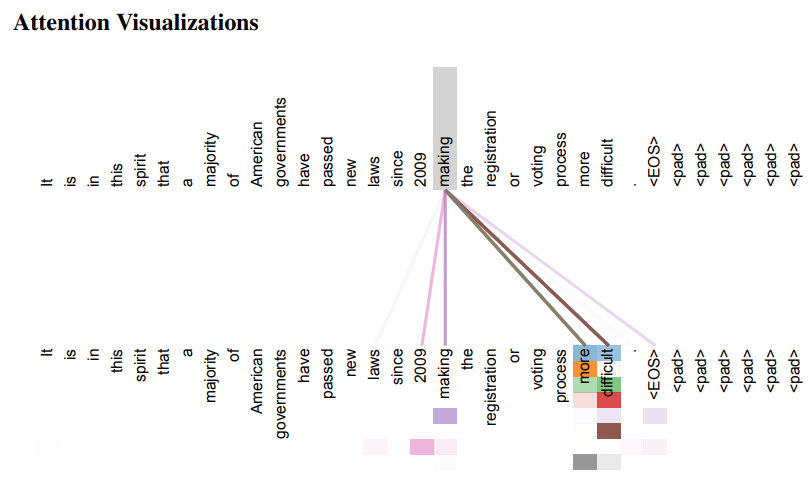 Attention Visualizations
It is in this spirit that a majority of American governments have passed new laws since 2009 making the registration or voting process more difficult . <EOS> <pad> <pad> <pad> <pad> <pad> <pad>
It is in this spirit that a majority of American governments have passed new laws since 2009 making the registration or voting process more difficult . <EOS> <pad> <pad> <pad> <pad> <pad> <pad>